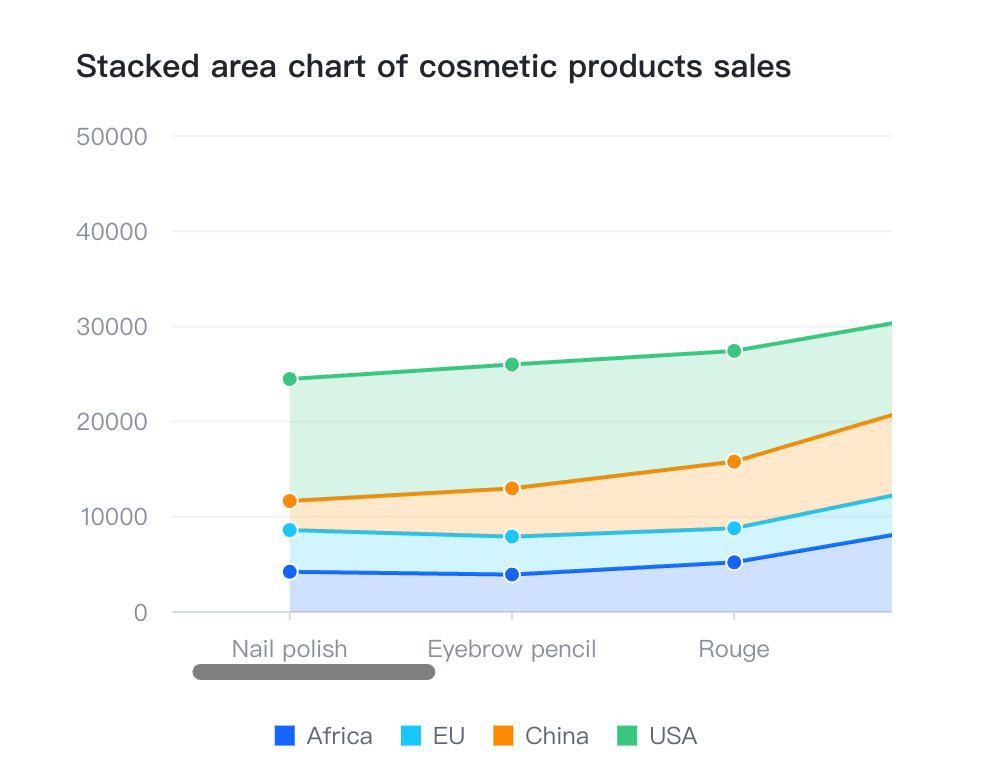 Stacked area chart of cosmetic products sales
50000
40000
30000
20000
10000
0
Nail polish Eyebrow pencil Rouge
Africa EU China USA